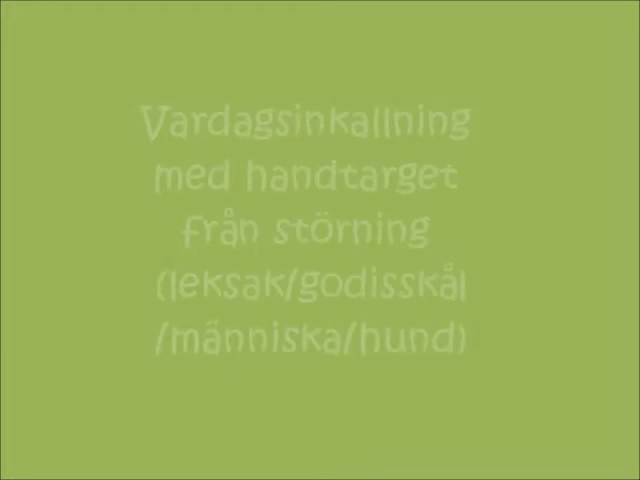 Vardagsinkallning
med handtarget
från störning
(leksak/godisskål
/människa/hund)